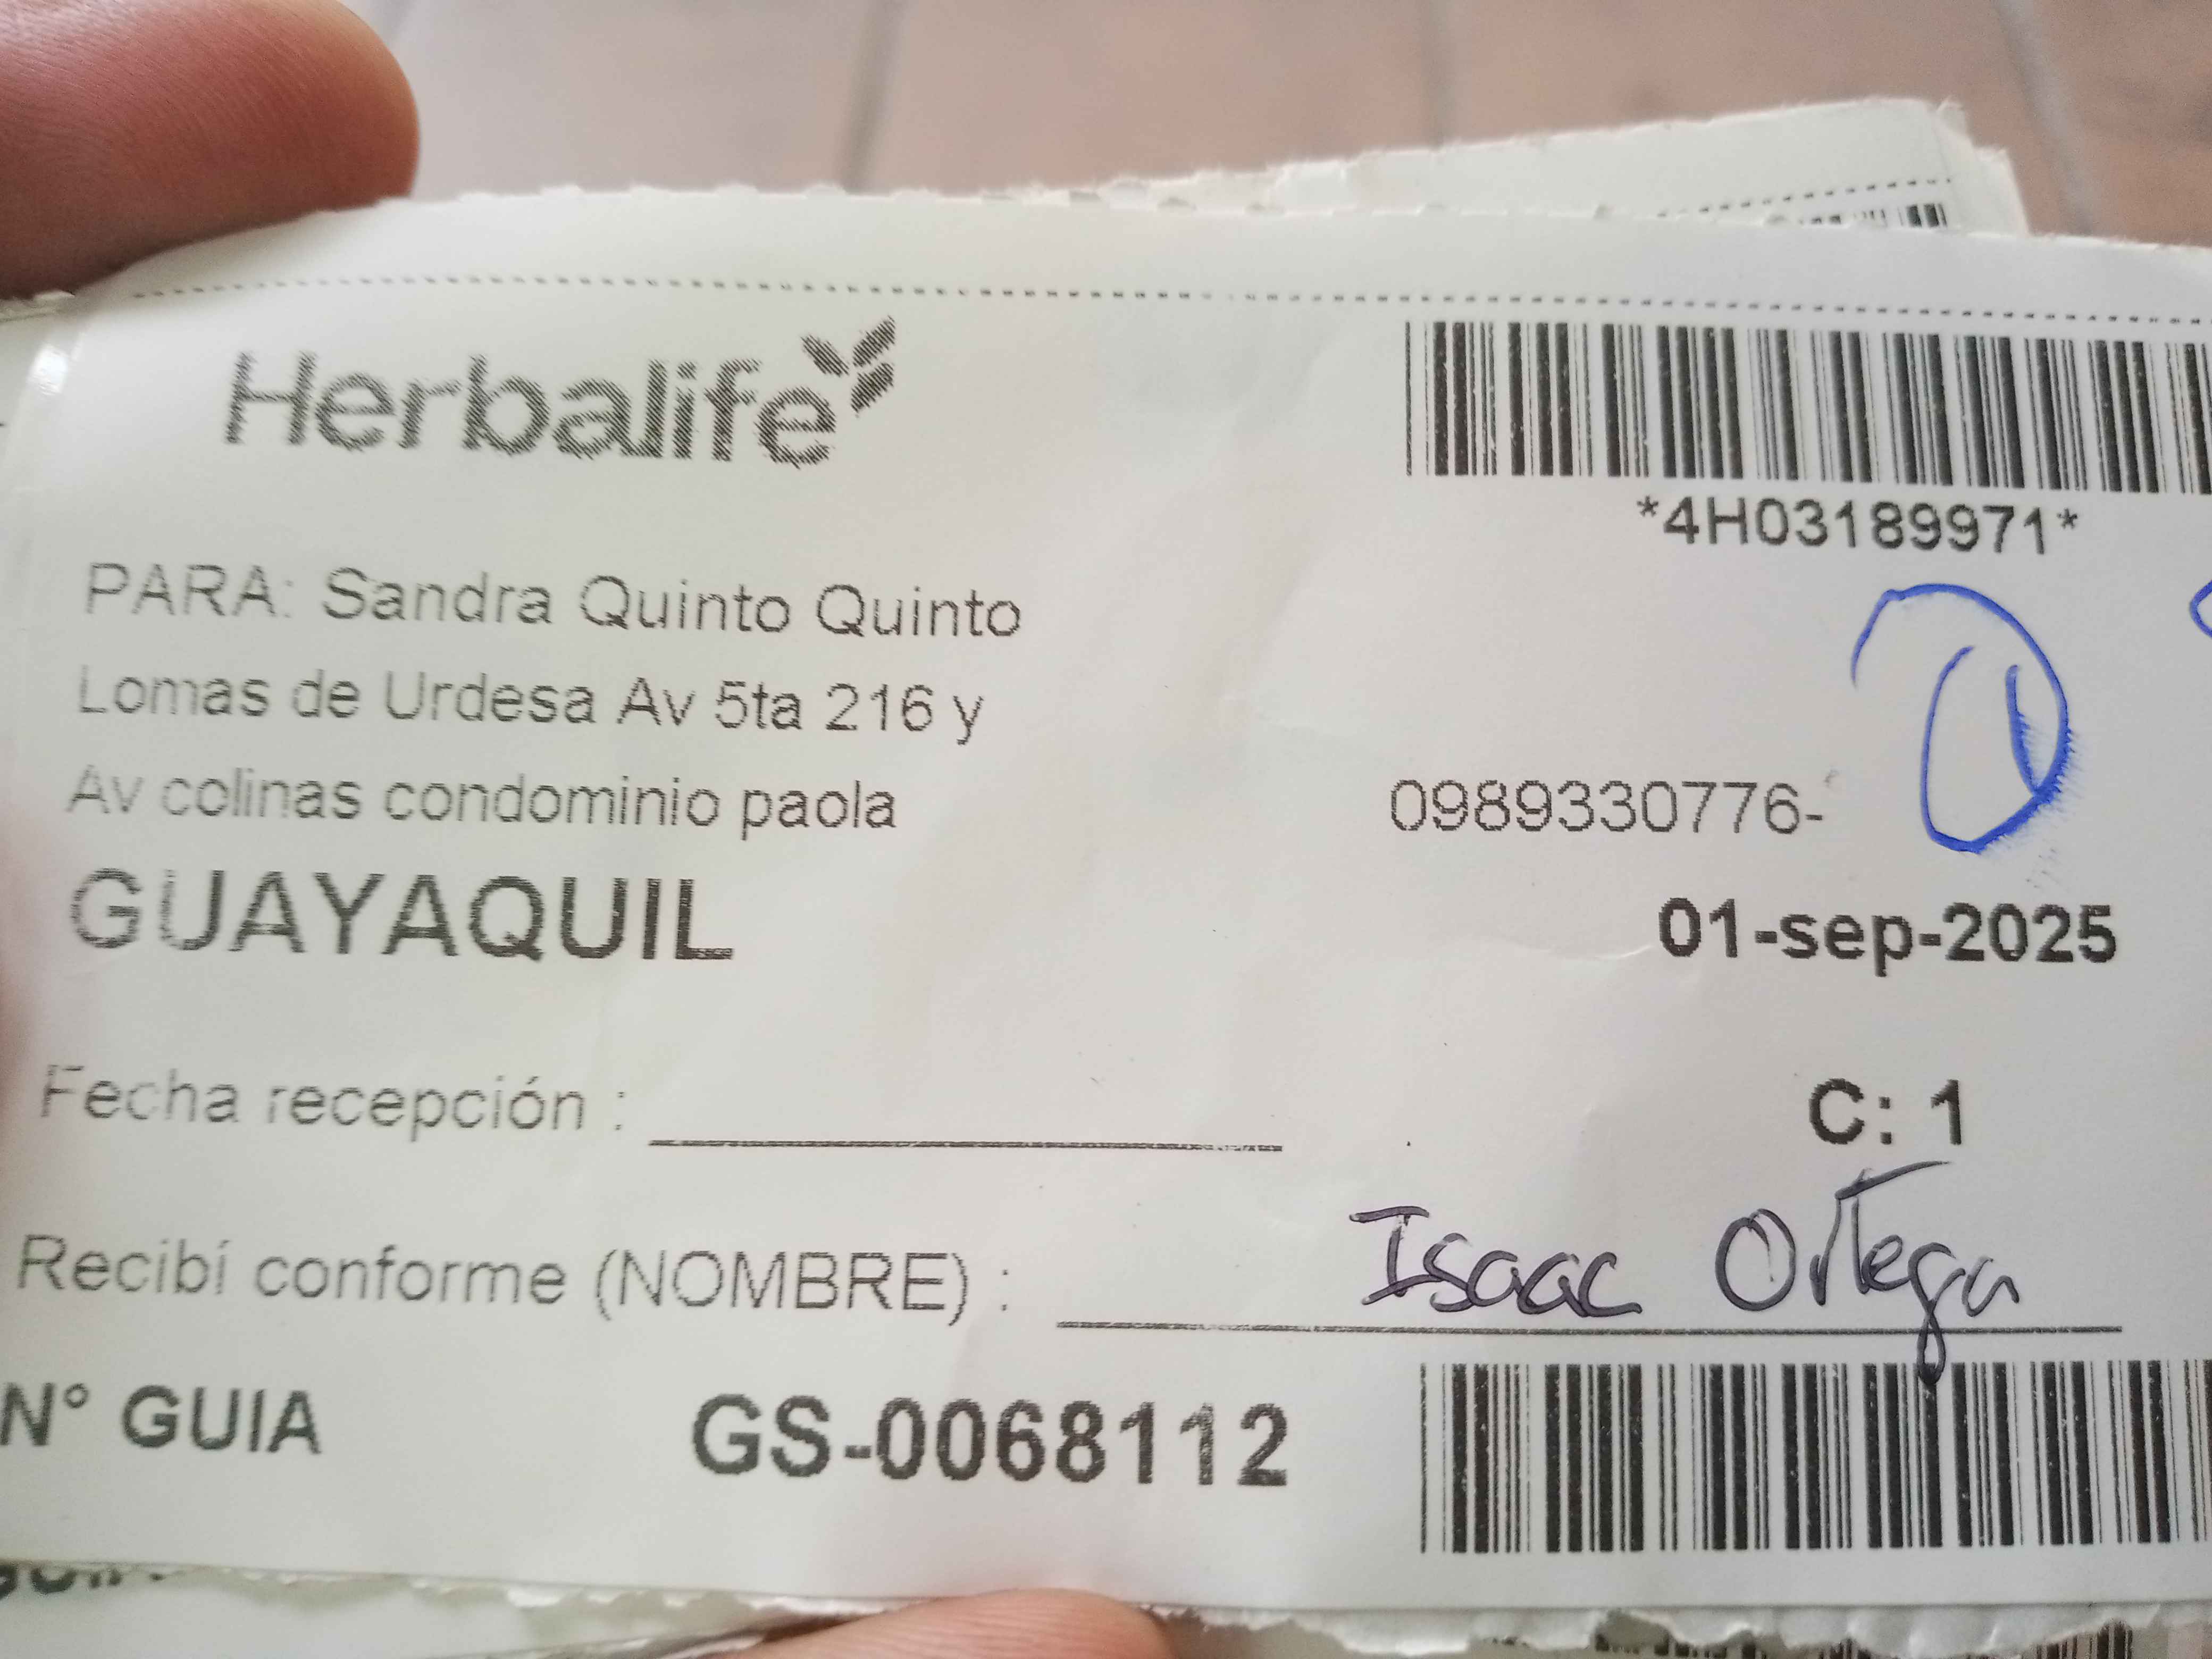 Herbalife
*4H03189971*
PARA: Sandra Quinto Quinto
Lomas de Urdesa Av 5ta 216 y
Av colinas condominio paola
0989330776-
GUAYAQUIL
01-sep-2025
Fecha recepción :
C: 1
Recibí conforme (NOMBRE) : Isaac Ortega
N° GUIA GS-0068112